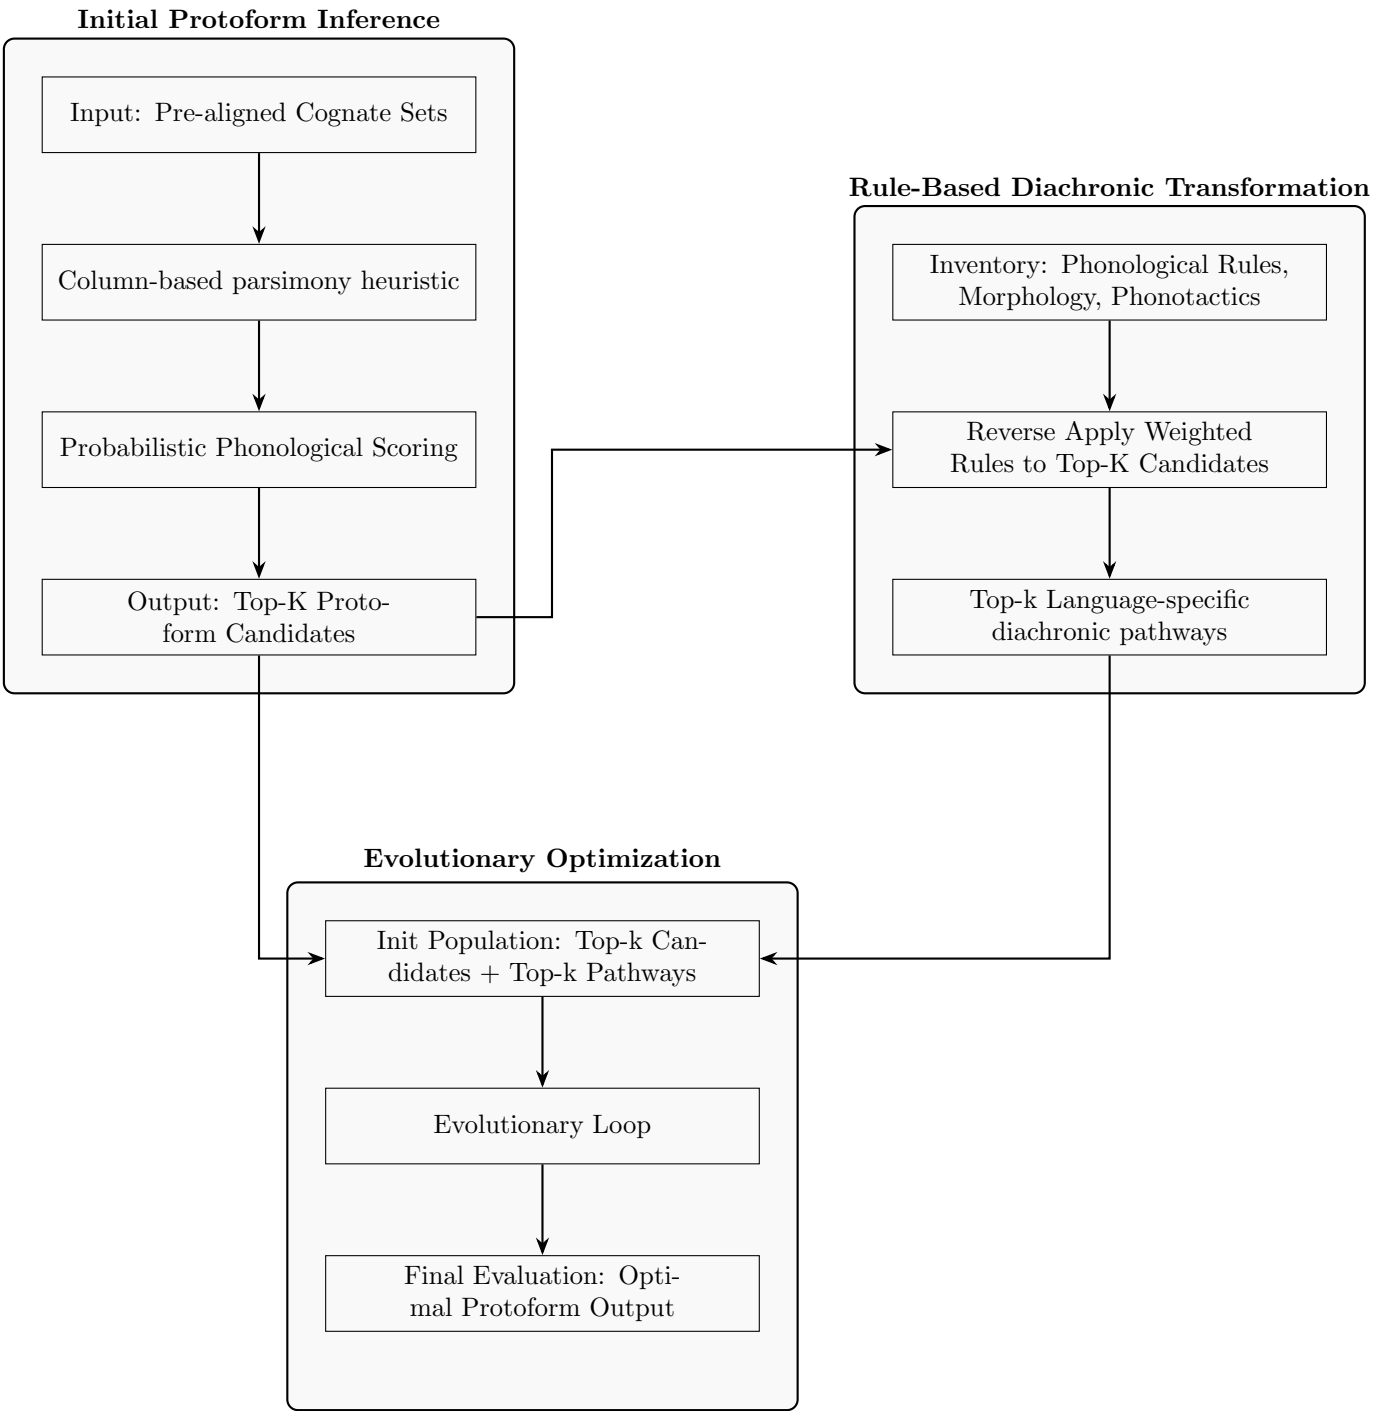 Initial Protoform Inference
Input: Pre-aligned Cognate Sets
Column-based parsimony heuristic
Probabilistic Phonological Scoring
Output: Top-K Proto-
form Candidates
Rule-Based Diachronic Transformation
Inventory: Phonological Rules,
Morphology, Phonotactics
Reverse Apply Weighted
Rules to Top-K Candidates
Top-k Language-specific
diachronic pathways
Evolutionary Optimization
Init Population: Top-k Can-
didates + Top-k Pathways
Evolutionary Loop
Final Evaluation: Opti-
mal Protoform Output